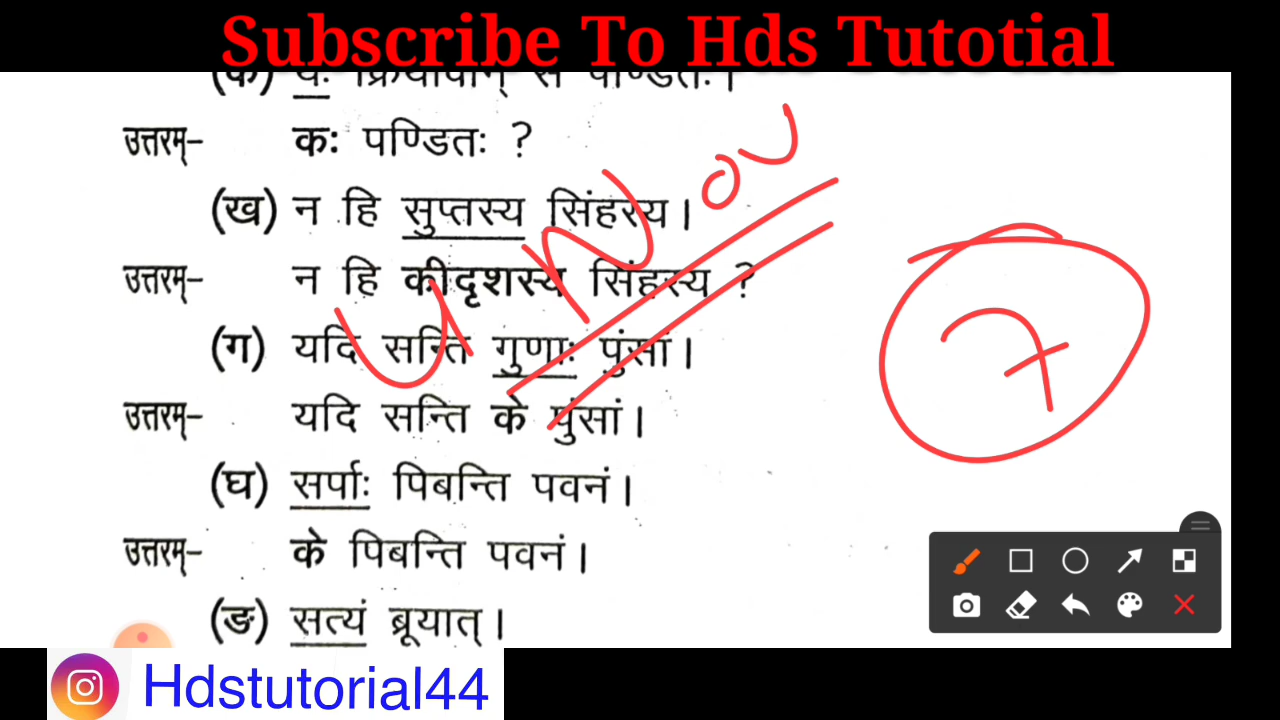 Subscribe To Hds Tutotial
(क) यः क्रियावान् स पण्डितः।
उत्तरम्– कः पण्डितः ?
(ख) न हि सुप्तस्य सिंहस्य।
उत्तरम्– न हि कीदृशस्य सिंहस्य ?
(ग) यदि सन्ति गुणाः पुंसां।
उत्तरम्– यदि सन्ति के पुंसां।
(घ) सर्पाः पिबन्ति पवनं।
उत्तरम्– के पिबन्ति पवनं।
(ङ) सत्यं ब्रूयात्।
Hdstutorial44